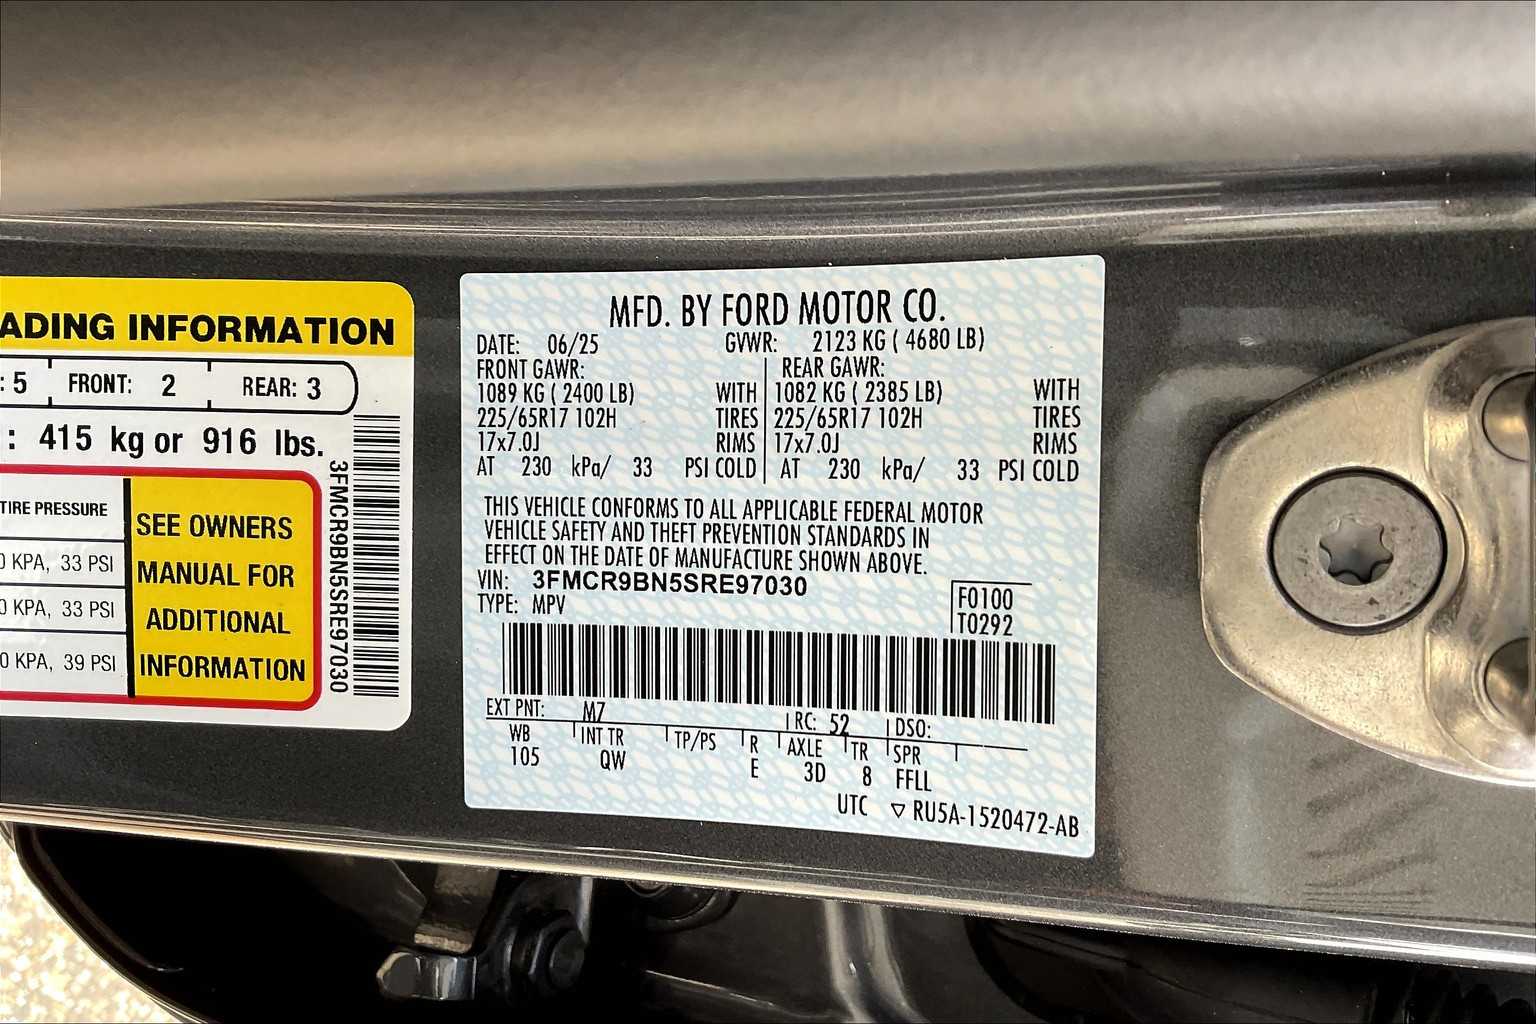 ADING INFORMATION
: 5 FRONT: 2 REAR: 3
: 415 kg or 916 lbs.
TIRE PRESSURE
0 KPA, 33 PSI
0 KPA, 33 PSI
0 KPA, 39 PSI
SEE OWNERS
MANUAL FOR
ADDITIONAL
INFORMATION
3FMCR9BN5SRE97030
MFD. BY FORD MOTOR CO.
DATE: 06/25 GVWR: 2123 KG ( 4680 LB)
FRONT GAWR: REAR GAWR:
1089 KG ( 2400 LB) WITH 1082 KG ( 2385 LB) WITH
225/65R17 102H TIRES 225/65R17 102H TIRES
17x7.0J RIMS 17x7.0J RIMS
AT 230 kPa/ 33 PSI COLD AT 230 kPa/ 33 PSI COLD
THIS VEHICLE CONFORMS TO ALL APPLICABLE FEDERAL MOTOR
VEHICLE SAFETY AND THEFT PREVENTION STANDARDS IN
EFFECT ON THE DATE OF MANUFACTURE SHOWN ABOVE.
VIN: 3FMCR9BN5SRE97030
TYPE: MPV
F0100
T0292
EXT PNT: M7 RC: 52 DSO:
WB INT TR TP/PS R AXLE TR SPR
105 QW E 3D 8 FFLL
UTC ▽ RU5A-1520472-AB